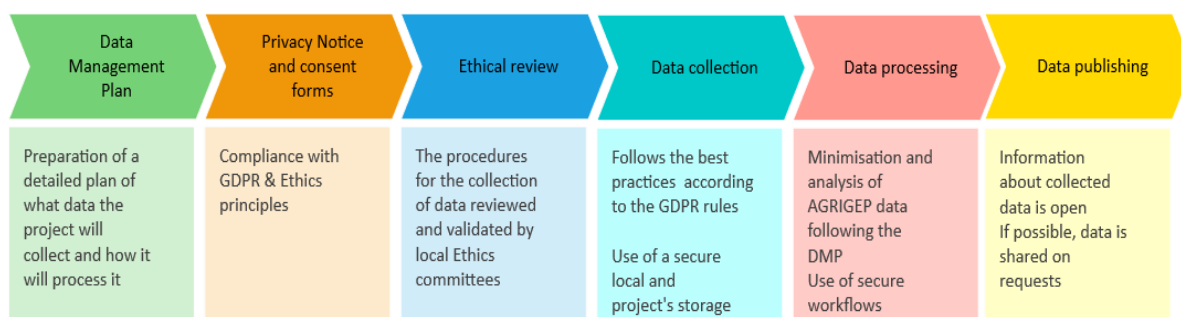 Data
Management
Plan
Privacy Notice
and consent
forms
Ethical review
Data collection
Data processing
Data publishing
Preparation of a
detailed plan of
what data the
project will
collect and how it
will process it
Compliance with
GDPR & Ethics
principles
The procedures
for the collection
of data reviewed
and validated by
local Ethics
committees
Follows the best
practices according
to the GDPR rules
Use of a secure
local and
project's storage
Minimisation and
analysis of
AGRIGEP data
following the
DMP
Use of secure
workflows
Information
about collected
data is open
If possible, data is
shared on
requests